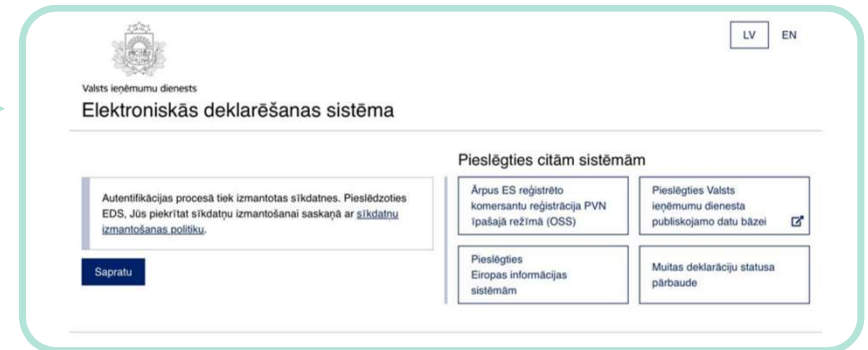 LV EN
Valsts ieņēmumu dienests
Elektroniskās deklarēšanas sistēma
Autentifikācijas procesā tiek izmantotas sīkdatnes. Pieslēdzoties
EDS, Jūs piekrītat sīkdatņu izmantošanai saskaņā ar sīkdatņu
izmantošanas politiku.
Sapratu
Pieslēgties citām sistēmām
Ārpus ES reģistrēto
komersantu reģistrācija PVN
īpašajā režīmā (OSS)
Pieslēgties Valsts
ieņēmumu dienesta
publiskojamo datu bāzei
Pieslēgties
Eiropas informācijas
sistēmām
Muitas deklarāciju statusa
pārbaude